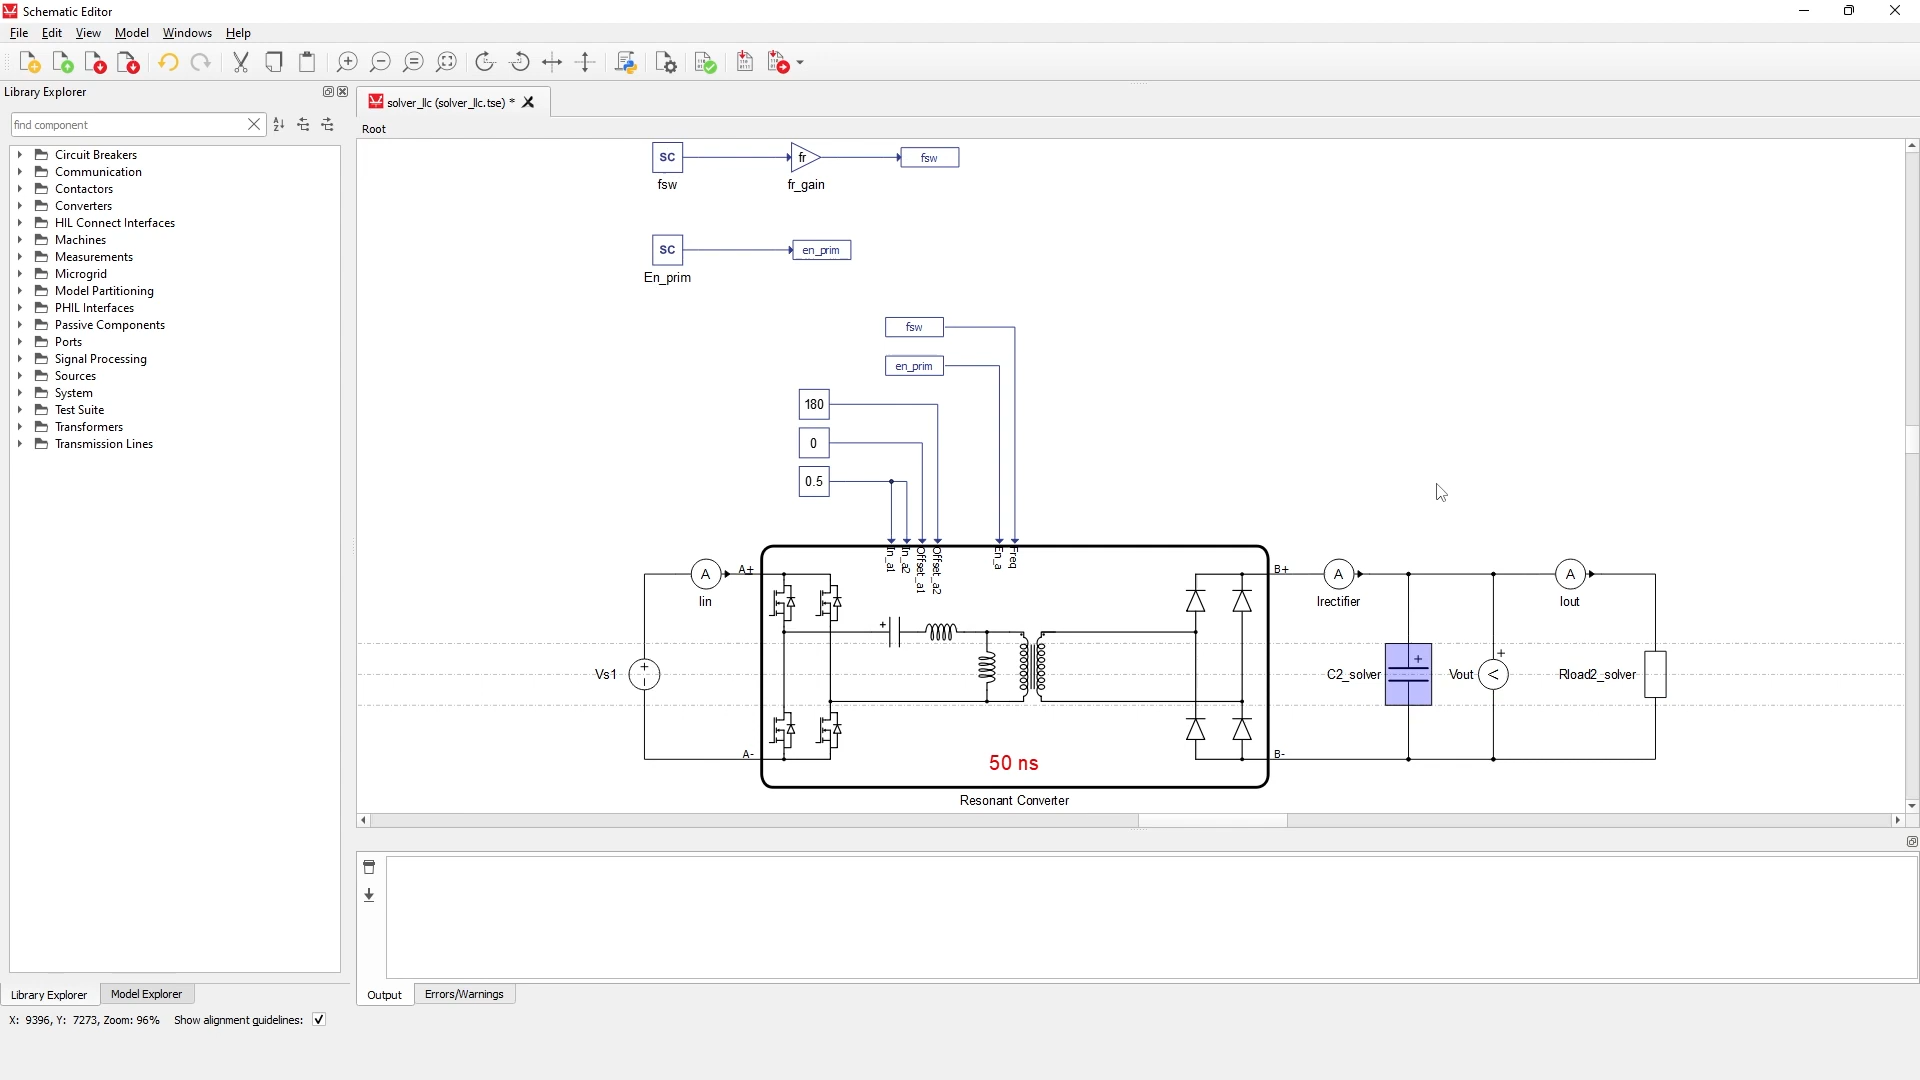 Schematic Editor
File Edit View Model Windows Help
Library Explorer
find component
Circuit Breakers
Communication
Contactors
Converters
HIL Connect Interfaces
Machines
Measurements
Microgrid
Model Partitioning
PHIL Interfaces
Passive Components
Ports
Signal Processing
Sources
System
Test Suite
Transformers
Transmission Lines
Library Explorer
Model Explorer
X: 9396, Y: 7273, Zoom: 96% Show alignment guidelines:
solver_llc (solver_llc.tse) *
Root
SC
fsw
fr
fr_gain
fsw
SC
En_prim
en_prim
fsw
en_prim
180
0
0.5
In_a1
In_a2
Offset_a1
Offset_a2
En_a
Freq
A
Iin
A+
A-
Vs1
B+
B-
A
Irectifier
A
Iout
C2_solver
Vout
V
Rload2_solver
50 ns
Resonant Converter
Output
Errors/Warnings